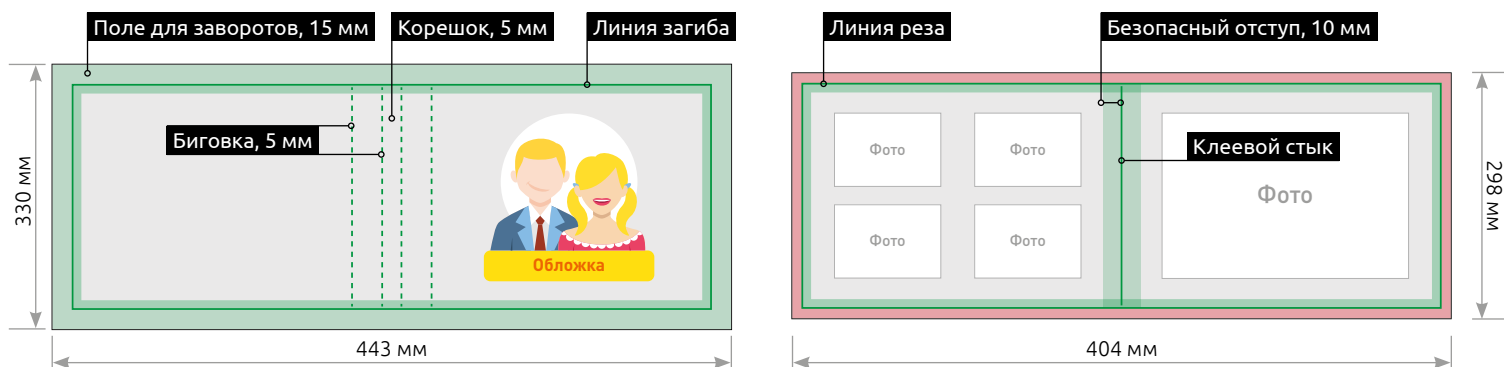 Поле для заворотов, 15 мм
Корешок, 5 мм
Линия загиба
Биговка, 5 мм
330 мм
Обложка
443 мм
Линия реза
Безопасный отступ, 10 мм
Клеевой стык
Фото
Фото
Фото
Фото
Фото
298 мм
404 мм